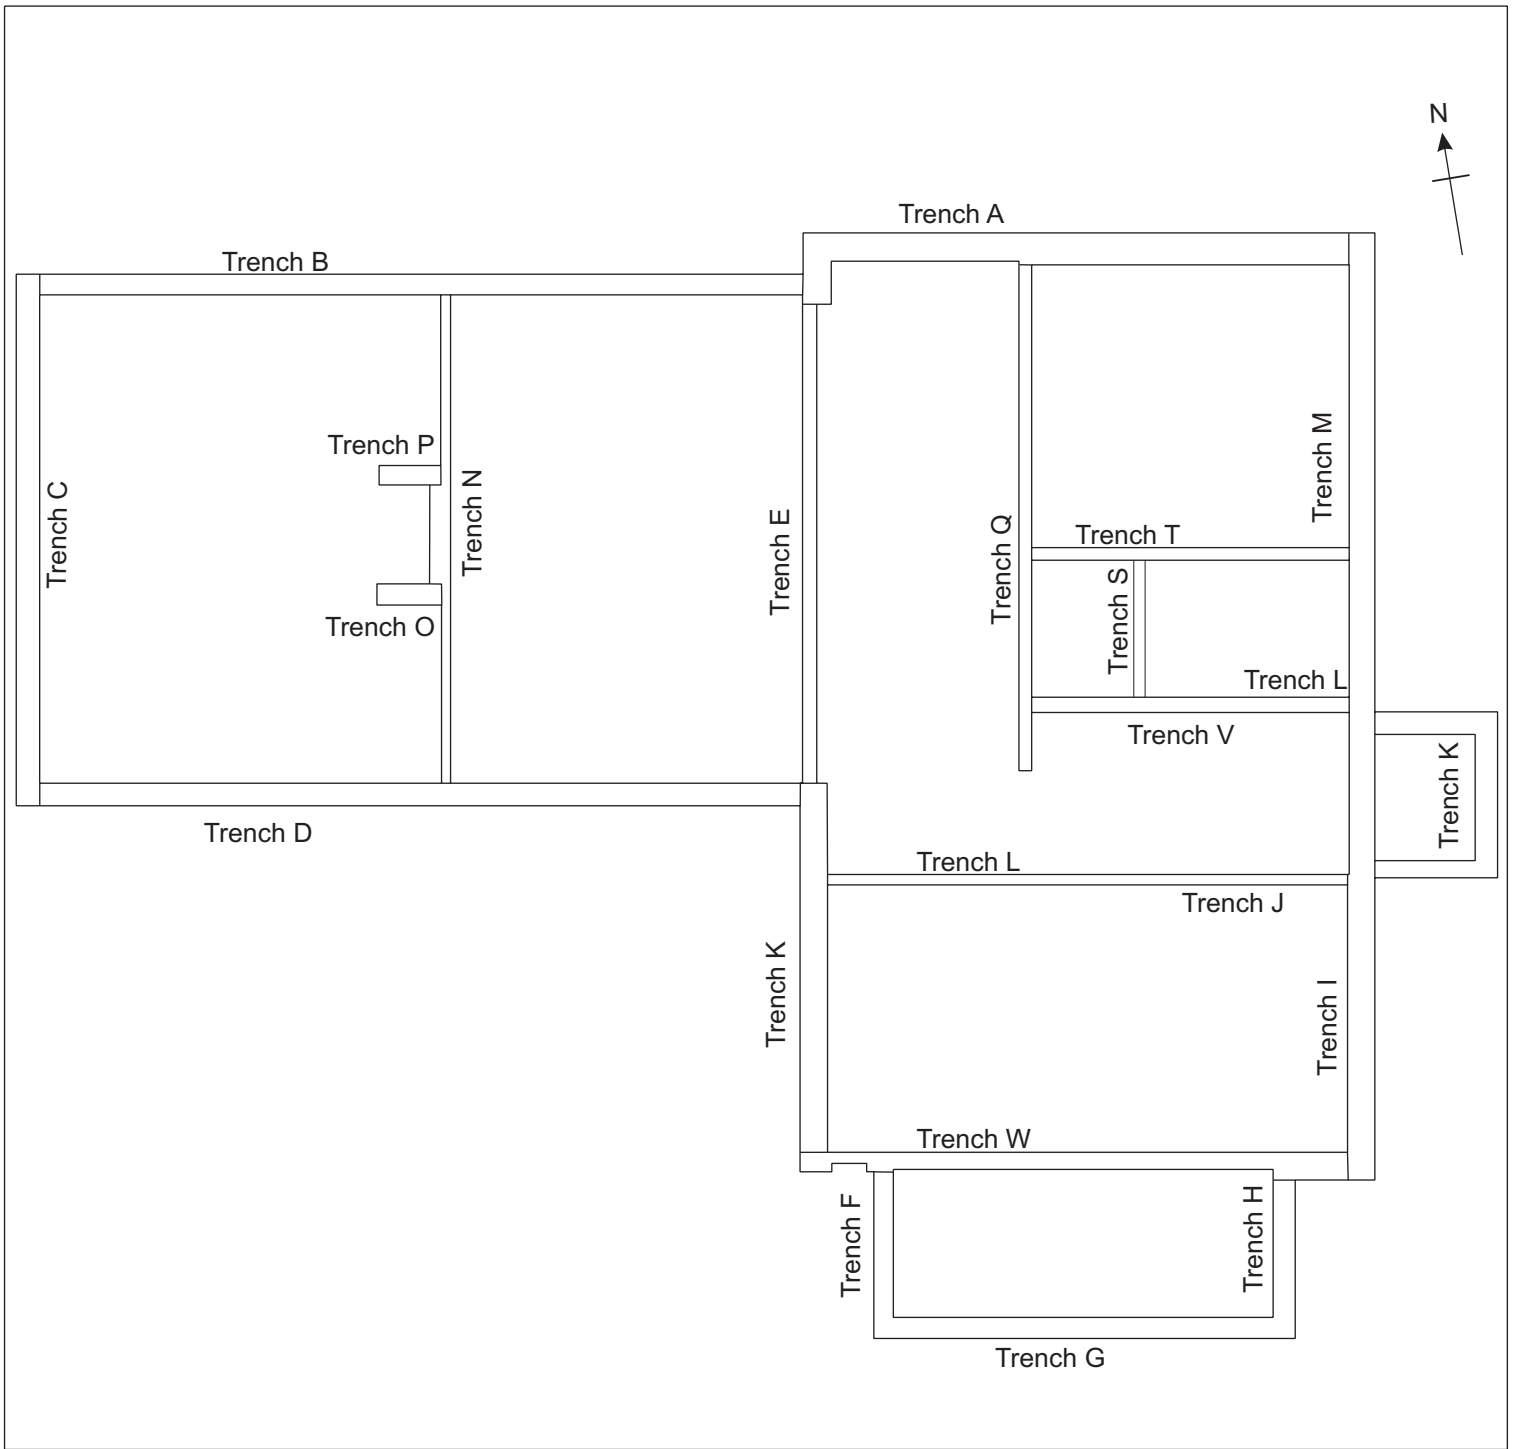 N
Trench A
Trench B
Trench M
Trench P
Trench N
Trench C
Trench E
Trench Q
Trench T
Trench S
Trench O
Trench L
Trench V
Trench K
Trench D
Trench L
Trench J
Trench K
Trench I
Trench W
Trench F
Trench H
Trench G